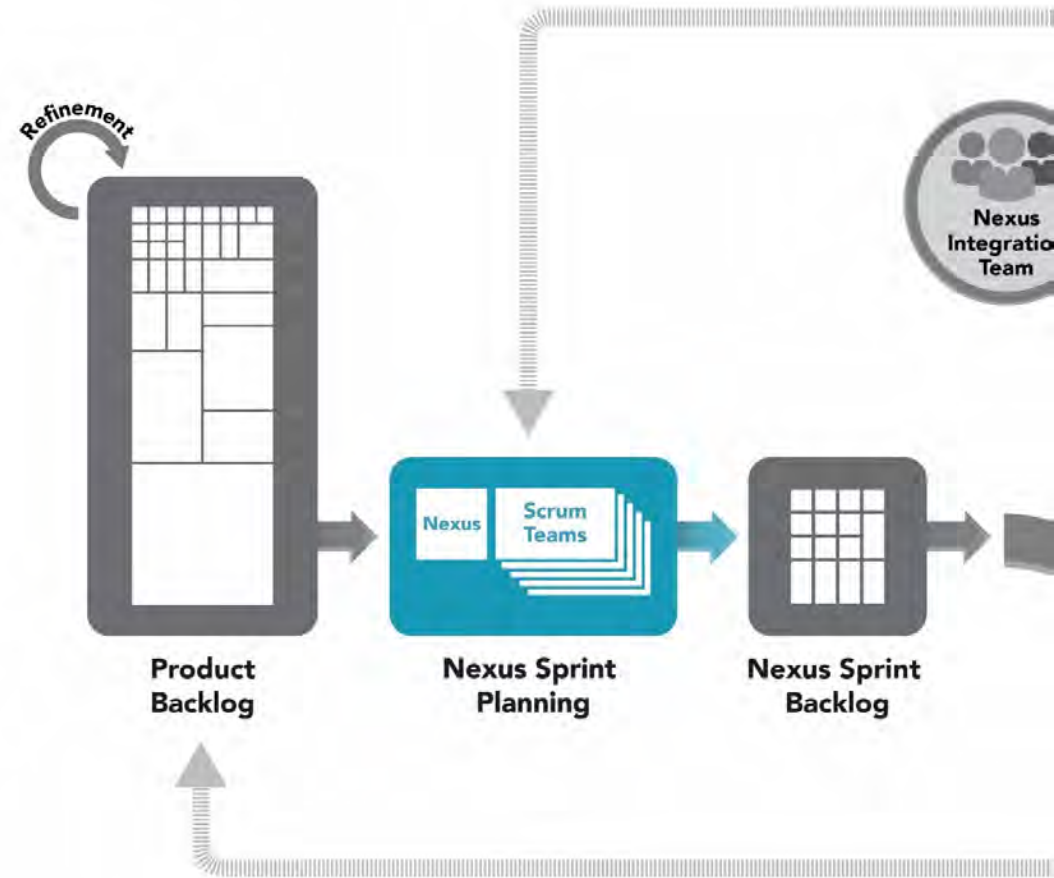 Refinement
Nexus
Integratio
Team
Nexus
Scrum
Teams
Product
Backlog
Nexus Sprint
Planning
Nexus Sprint
Backlog